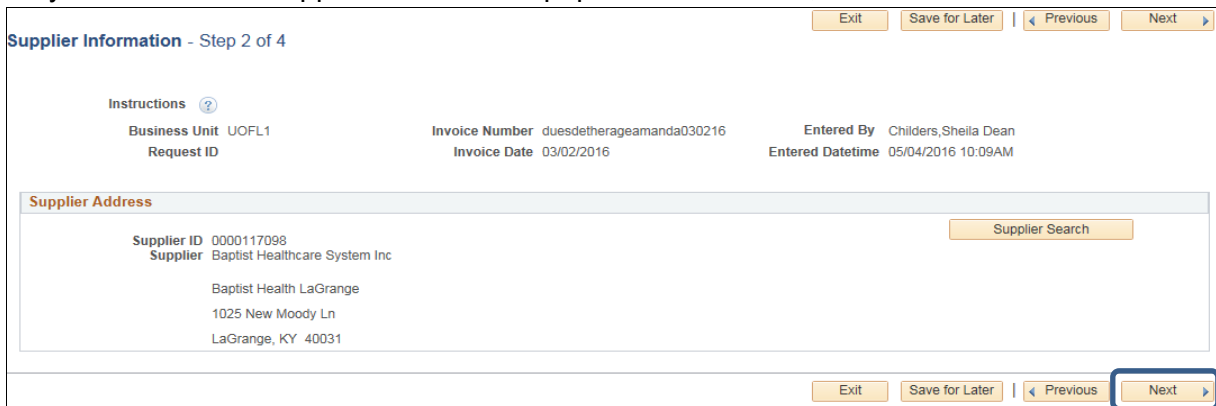 Exit Save for Later | Previous Next
Supplier Information - Step 2 of 4
Instructions ?
Business Unit UOFL1 Invoice Number duesdetherageamanda030216 Entered By Childers,Sheila Dean
Request ID Invoice Date 03/02/2016 Entered Datetime 05/04/2016 10:09AM
Supplier Address
Supplier Search
Supplier ID 0000117098
Supplier Baptist Healthcare System Inc
Baptist Health LaGrange
1025 New Moody Ln
LaGrange, KY 40031
Exit Save for Later | Previous Next